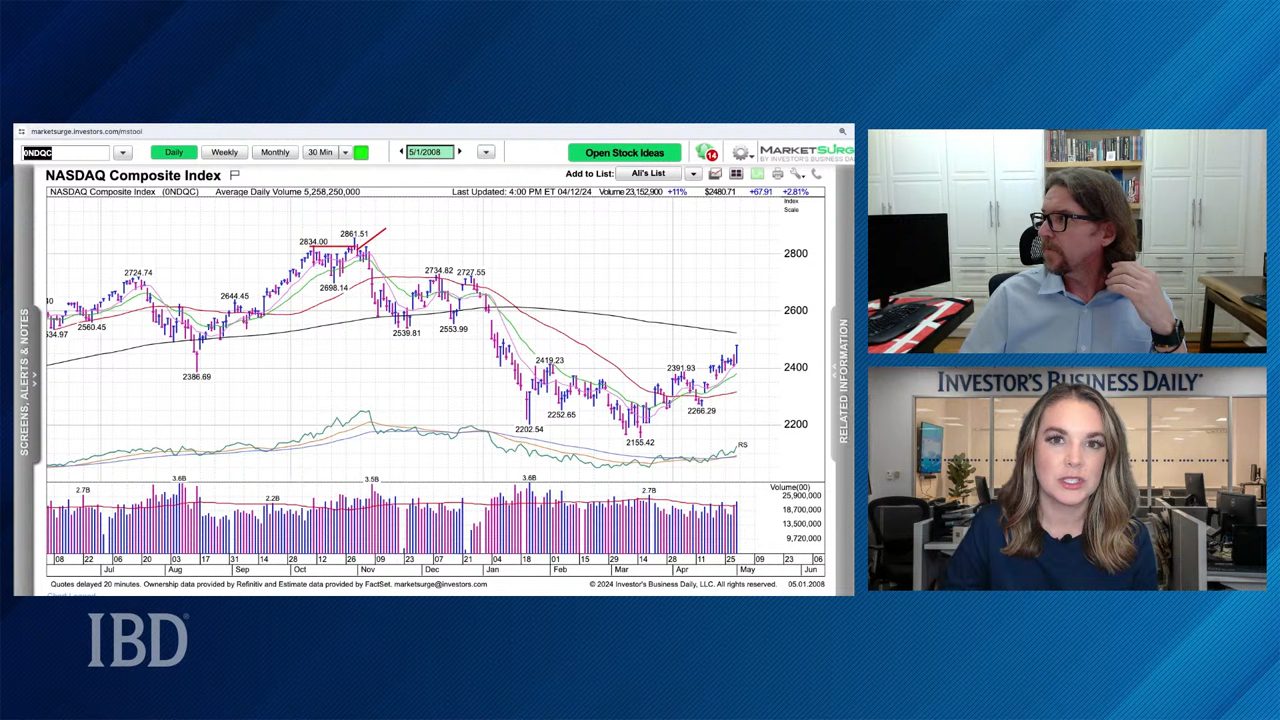 marketsurge.investors.com/mstool
0NDQC
Daily
Weekly
Monthly
30 Min
5/1/2008
Open Stock Ideas
14
MARKETSURGE
BY INVESTOR'S BUSINESS DAILY
NASDAQ Composite Index
Add to List:
Ali's List
NASDAQ Composite Index (0NDQC)
Average Daily Volume 5,258,250,000
Last Updated: 4:00 PM ET 04/12/24
Volume 23,152,900
+11%
$2480.71
+67.91
+2.81%
Index
Scale
2800
2600
2400
2200
2724.74
2834.00
2861.51
2734.82
2727.55
2644.45
2698.14
2560.45
2539.81
2553.99
2386.69
2419.23
2391.93
2252.65
2266.29
2202.54
2155.42
RS
SCREENS, ALERTS & NOTES
RELATED INFORMATION
2.7B
3.6B
2.2B
3.5B
3.6B
2.7B
Volume(00)
25,900,000
18,700,000
13,500,000
9,720,000
08 22 06 20 03 17 31 14 28 12 26 09 23 07 21 04 18 01 15 29 14 28 11 25 09 23 06
Jul Aug Sep Oct Nov Dec Jan Feb Mar Apr May Jun
Quotes delayed 20 minutes. Ownership data provided by Refinitiv and Estimate data provided by FactSet. marketsurge@investors.com
© 2024 Investor's Business Daily, LLC. All rights reserved.
05.01.2008
INVESTOR'S BUSINESS DAILY
IBD